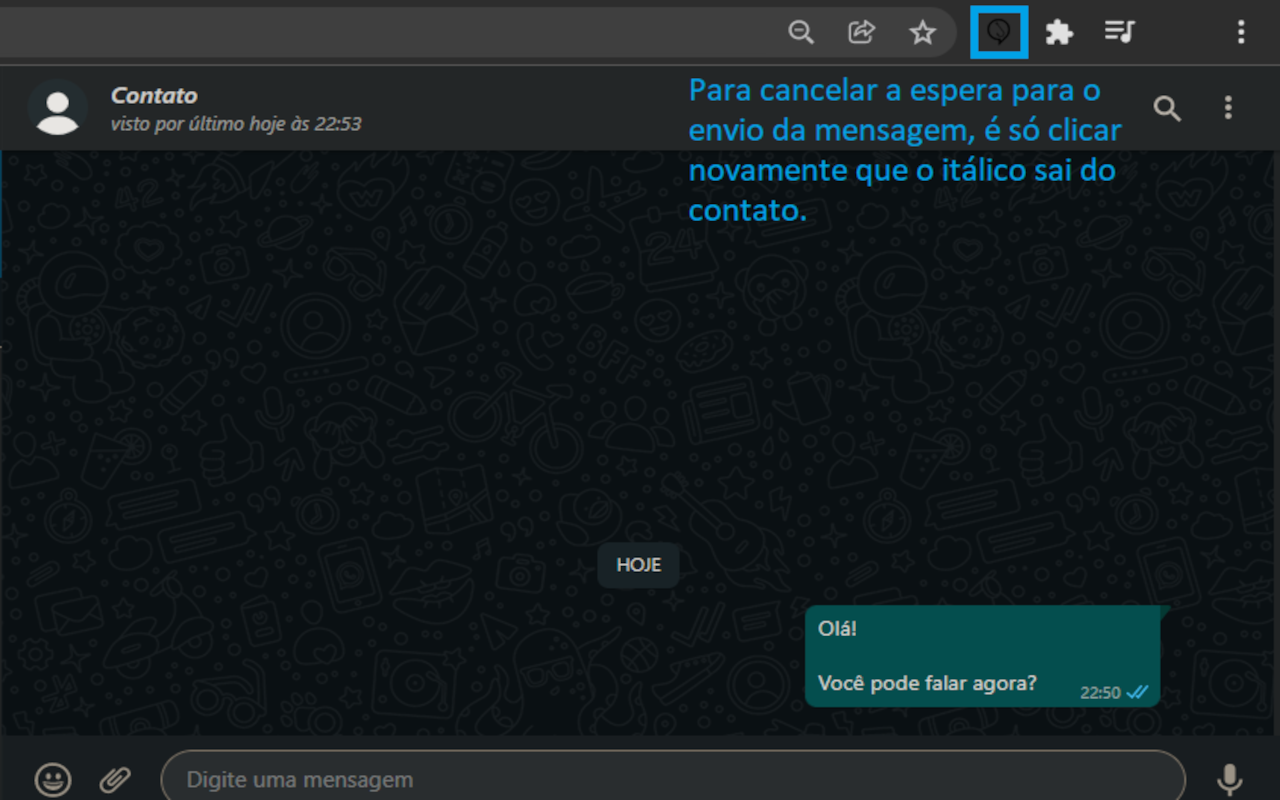 Contato
visto por último hoje às 22:53
Para cancelar a espera para o
envio da mensagem, é só clicar
novamente que o itálico sai do
contato.
HOJE
Olá!
Você pode falar agora?
22:50
Digite uma mensagem